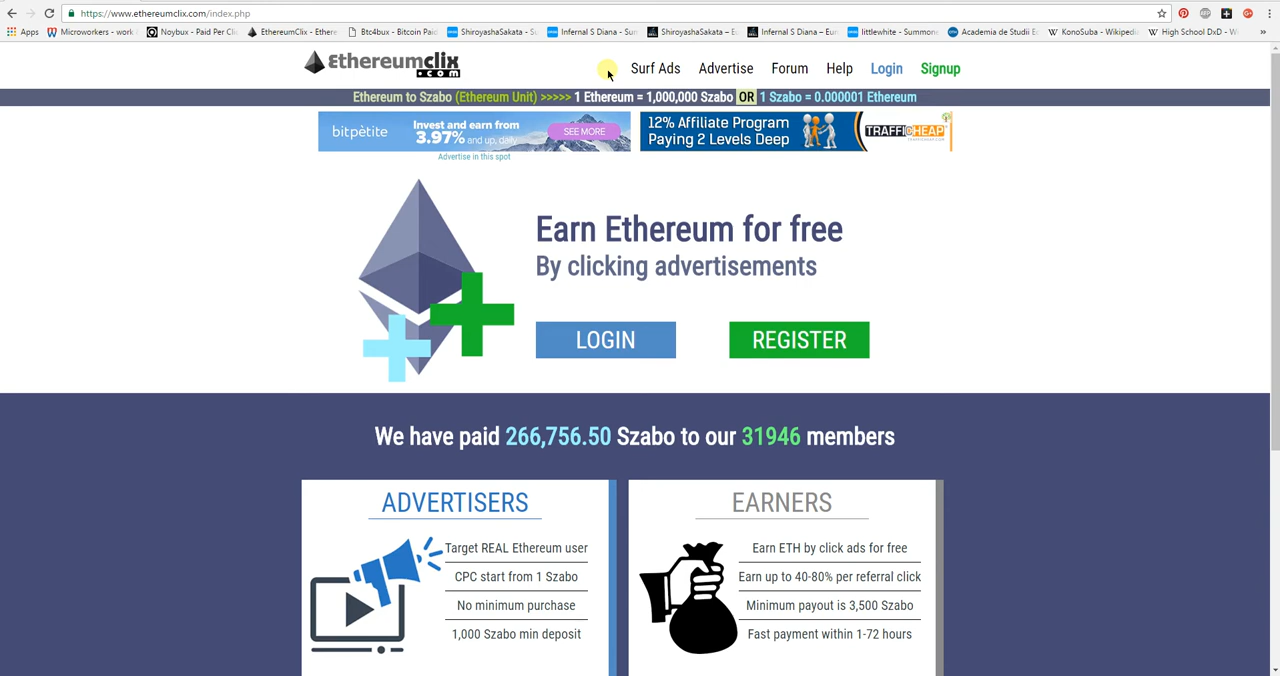 https://www.ethereumclix.com/index.php
Apps Microworkers - work Noybux - Paid Per Cli EthereumClix - Ethere Btc4bux - Bitcoin Paid ShiroyashaSakata - S Infernal S Diana - Sum ShiroyashaSakata – E Infernal S Diana – Eun littlewhite - Summone Academia de Studii E KonoSuba - Wikipedi High School DxD - W »
Ethereumclix
.com
Surf Ads Advertise Forum Help Login Signup
Ethereum to Szabo (Ethereum Unit) >>>>> 1 Ethereum = 1,000,000 Szabo OR 1 Szabo = 0.000001 Ethereum
bitpètite
Invest and earn from
3.97% and up, daily
SEE MORE
12% Affiliate Program
Paying 2 Levels Deep
TRAFFICHEAP
Advertise in this spot
Earn Ethereum for free
By clicking advertisements
LOGIN REGISTER
We have paid 266,756.50 Szabo to our 31946 members
ADVERTISERS
Target REAL Ethereum user
CPC start from 1 Szabo
No minimum purchase
1,000 Szabo min deposit
EARNERS
Earn ETH by click ads for free
Earn up to 40-80% per referral click
Minimum payout is 3,500 Szabo
Fast payment within 1-72 hours